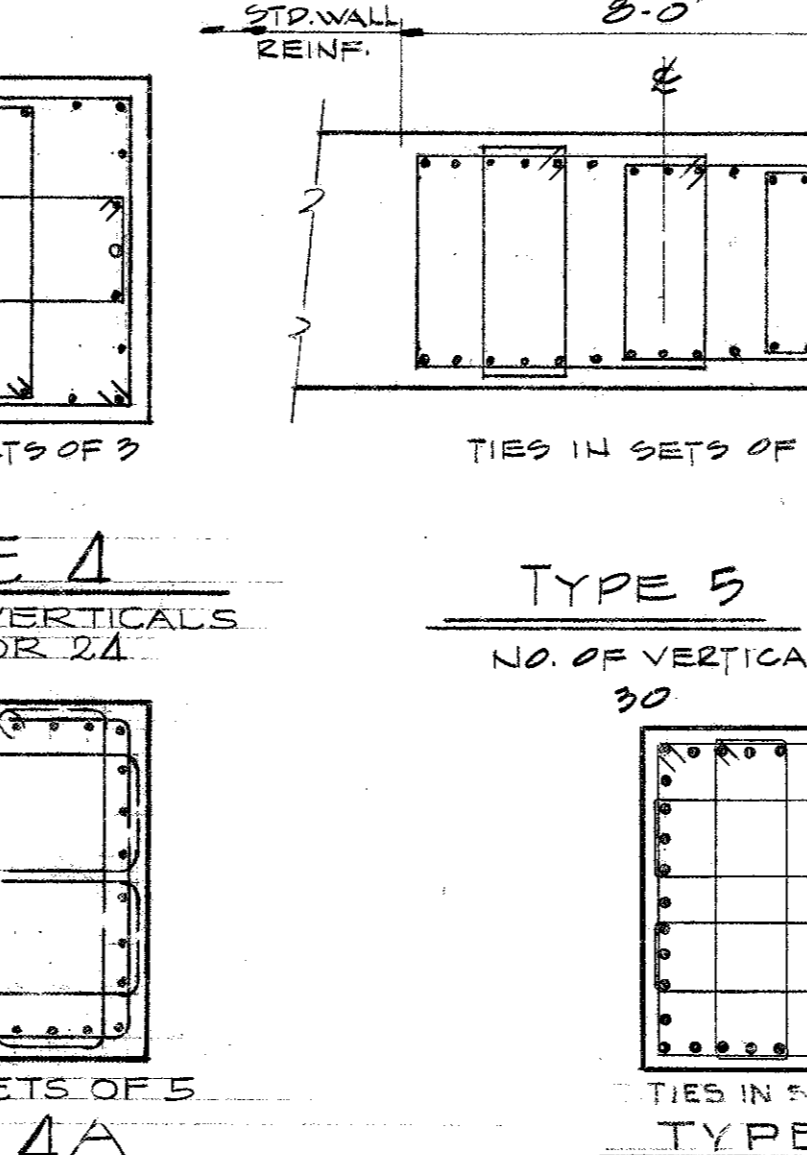 STD. WALL
REINF.
8-0"
℄
TS OF 3
TIES IN SETS OF
E 4
VERTICALS
OR 24
TYPE 5
NO. OF VERTICA
30
ETS OF 5
4A
TIES IN S
TYPE